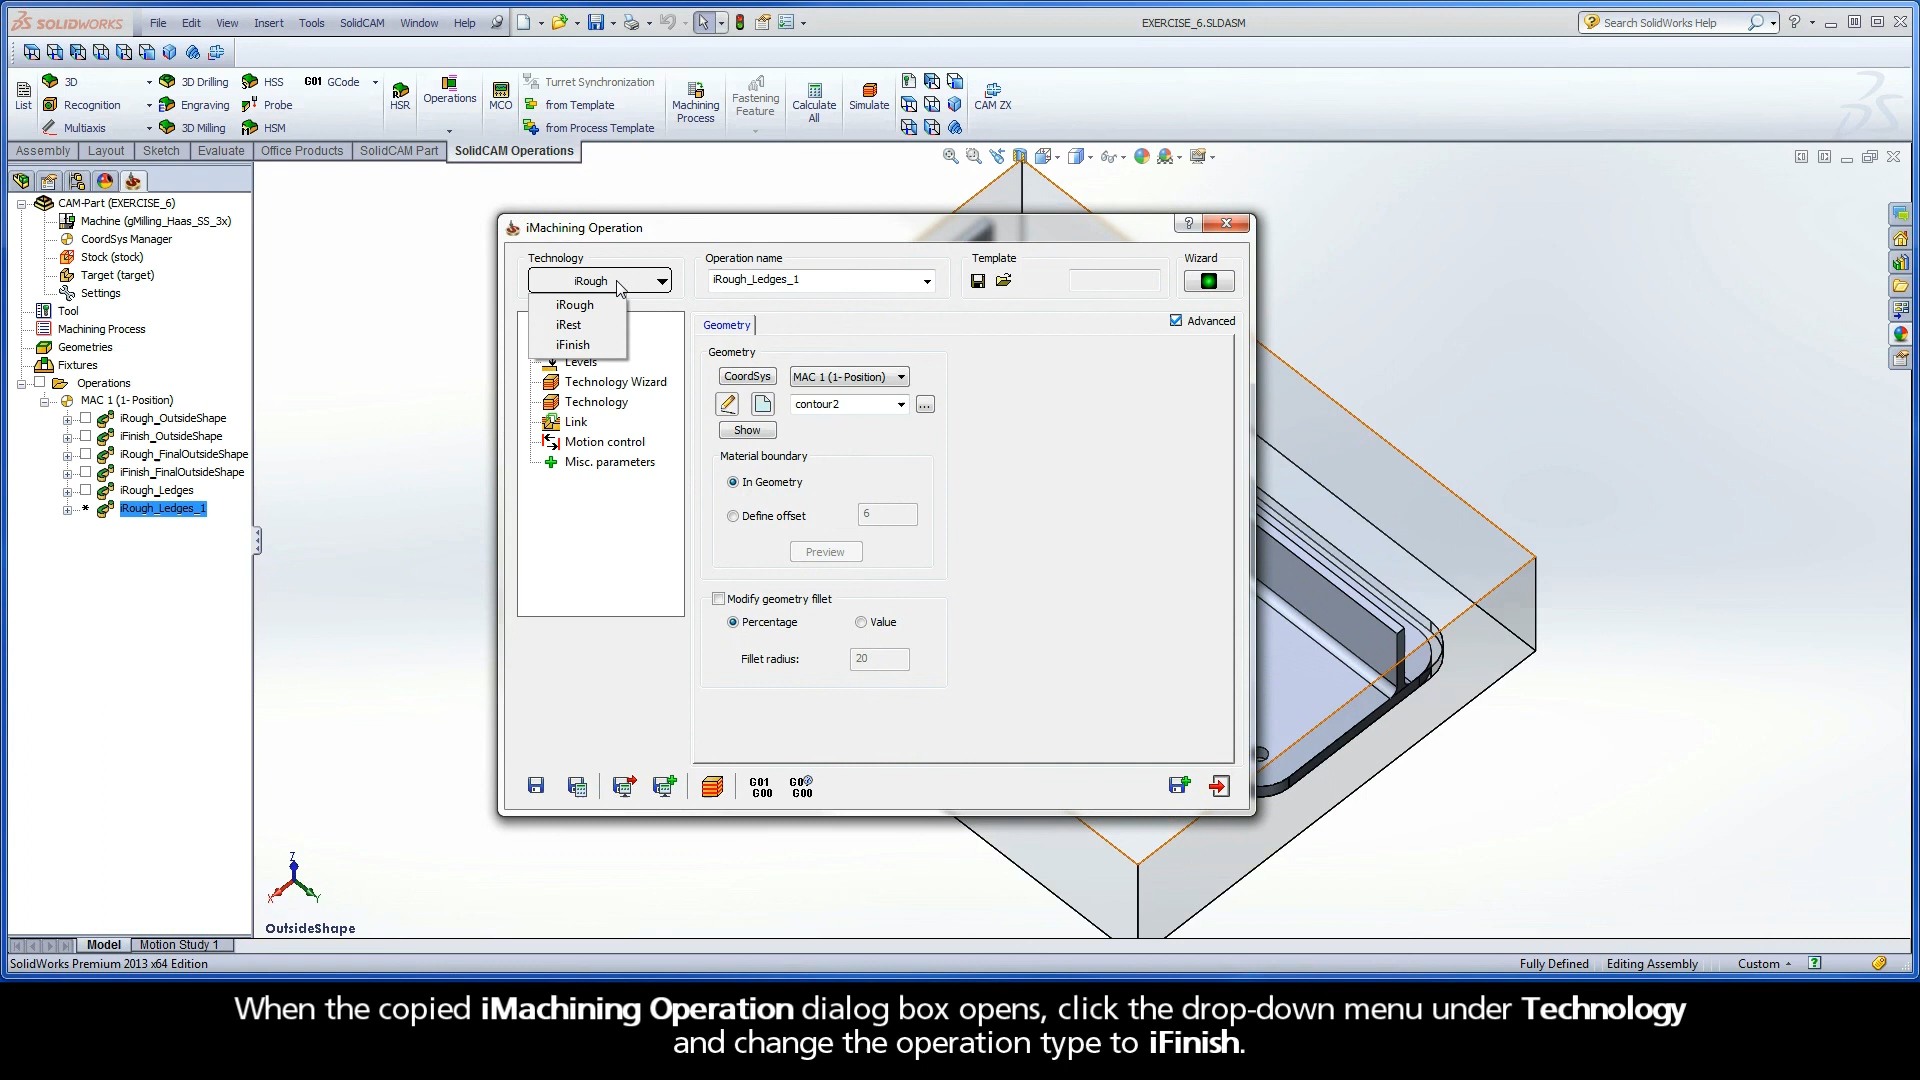 SOLIDWORKS File Edit View Insert Tools SolidCAM Window Help EXERCISE_6.SLDASM Search SolidWorks Help
List
3D
Recognition
Multiaxis
3D Drilling
Engraving
3D Milling
HSS
Probe
HSM
G01 GCode
HSR
Operations
MCO
Turret Synchronization
from Template
from Process Template
Machining Process
Fastening Feature
Calculate All
Simulate
CAM ZX
Assembly Layout Sketch Evaluate Office Products SolidCAM Part SolidCAM Operations
CAM-Part (EXERCISE_6)
Machine (gMilling_Haas_SS_3x)
CoordSys Manager
Stock (stock)
Target (target)
Settings
Tool
Machining Process
Geometries
Fixtures
Operations
MAC 1 (1- Position)
iRough_OutsideShape
iFinish_OutsideShape
iRough_FinalOutsideShape
iFinish_FinalOutsideShape
iRough_Ledges
iRough_Ledges_1
iMachining Operation
Technology
iRough
iRough
iRest
iFinish
Operation name
iRough_Ledges_1
Template
Wizard
Levels
Technology Wizard
Technology
Link
Motion control
Misc. parameters
Geometry
Advanced
Geometry
CoordSys MAC 1 (1- Position)
contour2 ...
Show
Material boundary
In Geometry
Define offset 6
Preview
Modify geometry fillet
Percentage Value
Fillet radius: 20
G01 G00
G00
Z
X
Y
OutsideShape
Model Motion Study 1
SolidWorks Premium 2013 x64 Edition Fully Defined Editing Assembly Custom
When the copied iMachining Operation dialog box opens, click the drop-down menu under Technology
and change the operation type to iFinish.